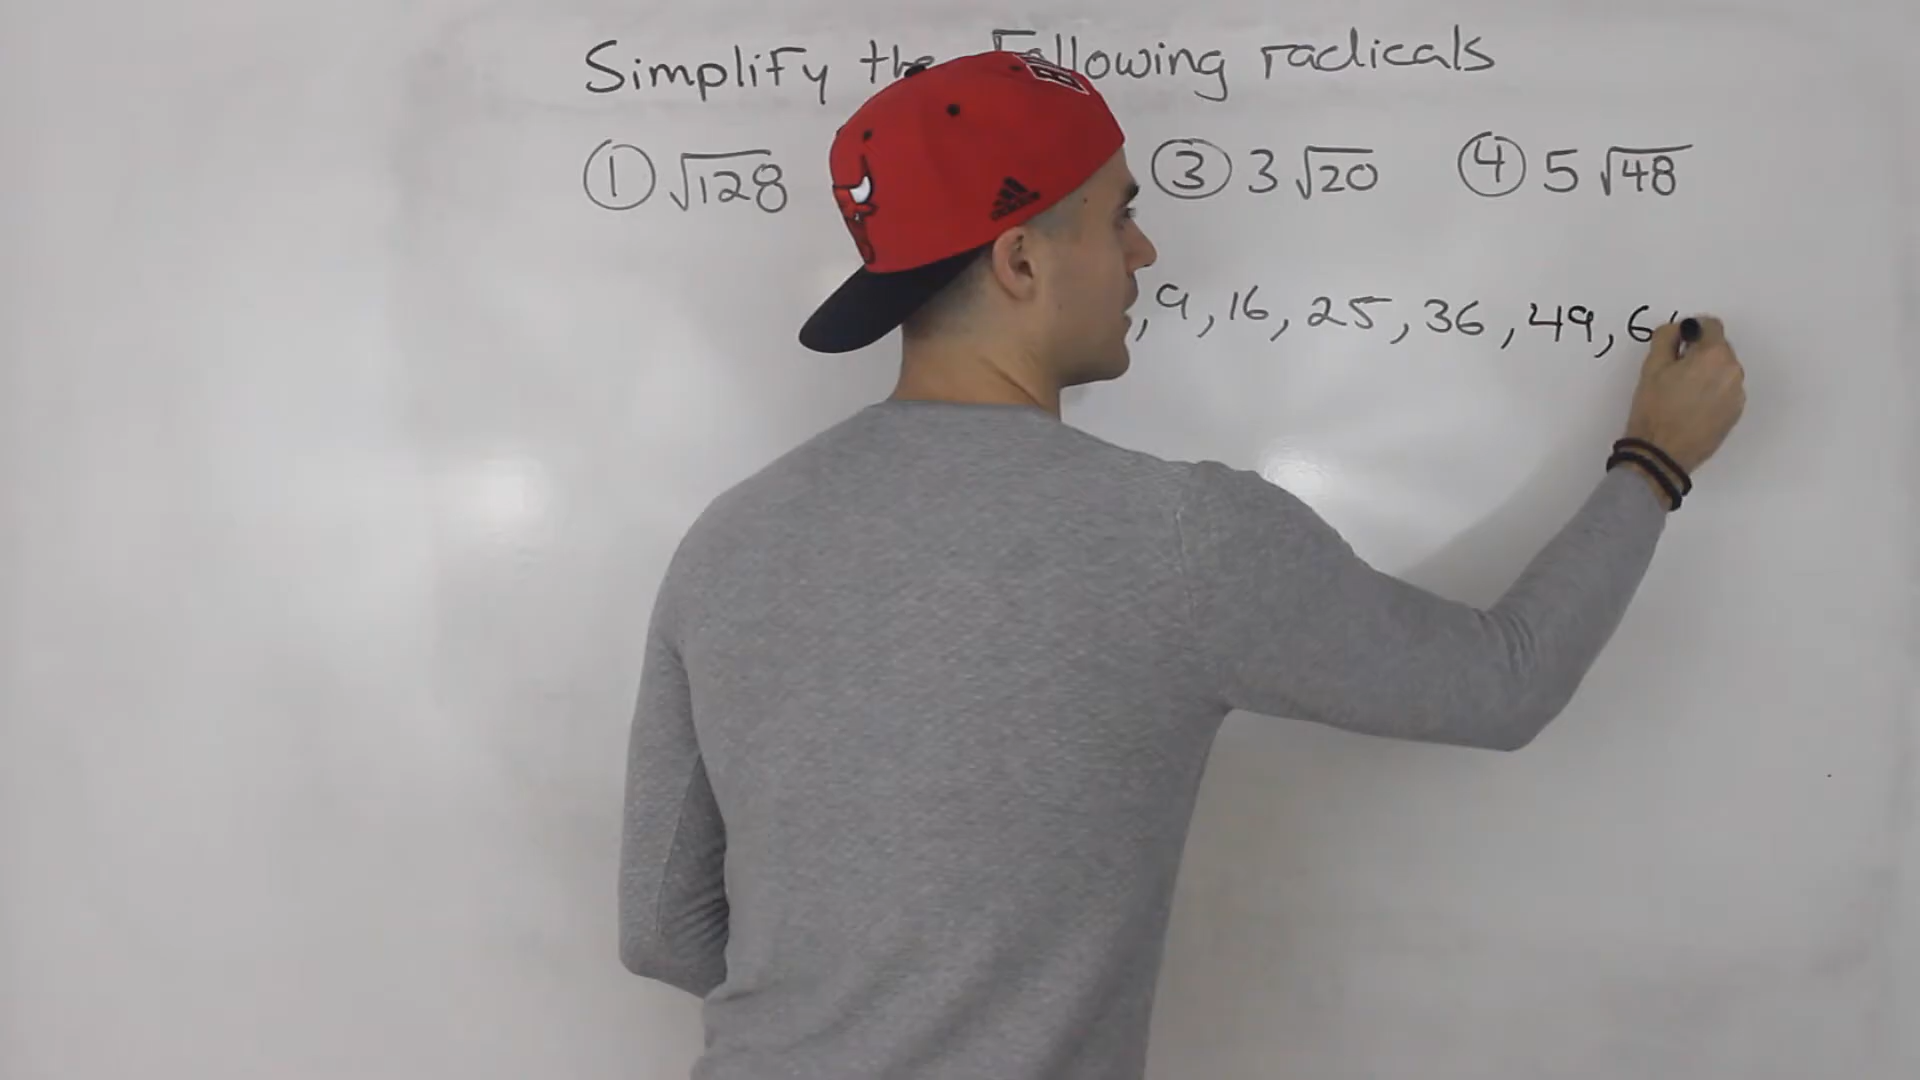 Simplify the Following radicals
① √128 ③ 3√20 ④ 5√48
, 9, 16, 25, 36, 49, 6